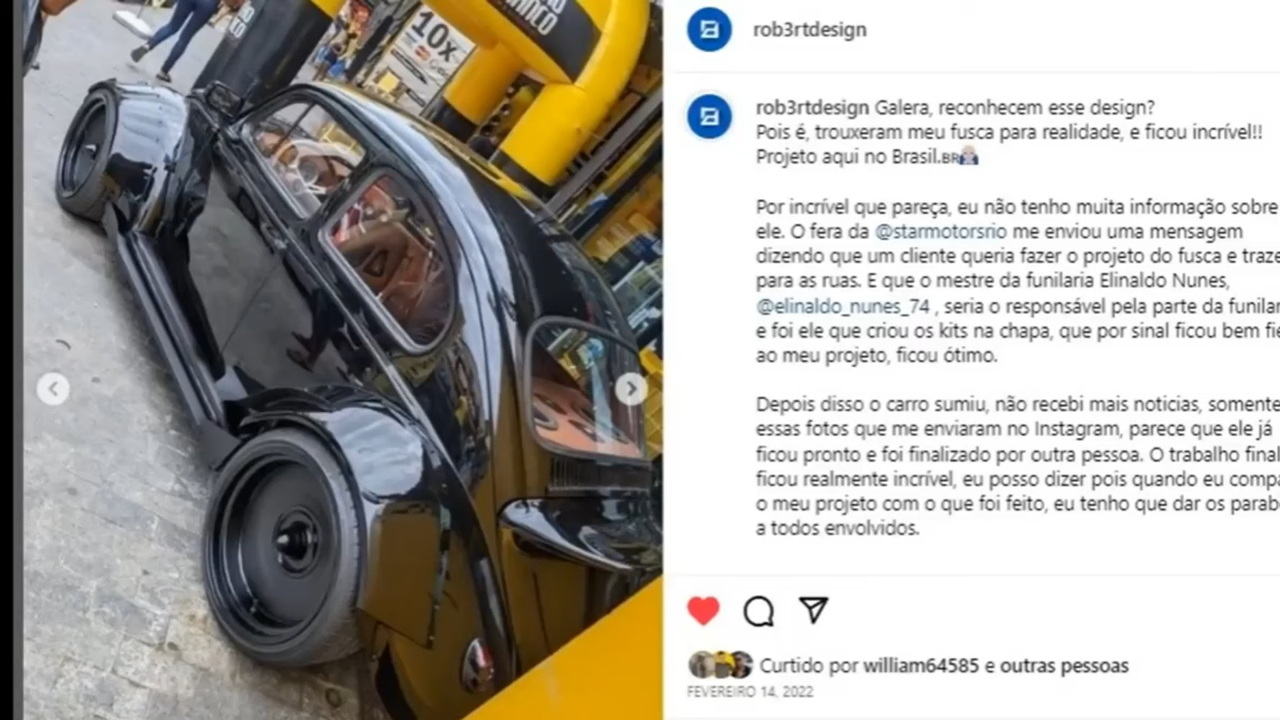 10x
NCO
rob3rtdesign
rob3rtdesign Galera, reconhecem esse design?
Pois é, trouxeram meu fusca para realidade, e ficou incrível!!
Projeto aqui no Brasil.BR
Por incrível que pareça, eu não tenho muita informação sobre
ele. O fera da @starmotorsrio me enviou uma mensagem
dizendo que um cliente queria fazer o projeto do fusca e traze
para as ruas. E que o mestre da funilaria Elinaldo Nunes,
@elinaldo_nunes_74 , seria o responsável pela parte da funilar
e foi ele que criou os kits na chapa, que por sinal ficou bem fie
ao meu projeto, ficou ótimo.
Depois disso o carro sumiu, não recebi mais noticias, somente
essas fotos que me enviaram no Instagram, parece que ele já
ficou pronto e foi finalizado por outra pessoa. O trabalho final
ficou realmente incrível, eu posso dizer pois quando eu compa
o meu projeto com o que foi feito, eu tenho que dar os parab
a todos envolvidos.
Curtido por william64585 e outras pessoas
FEVEREIRO 14, 2022